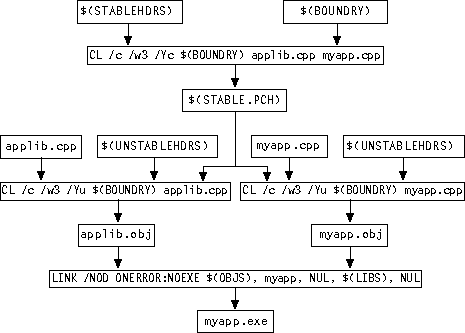 $(STABLEHDRS) $(BOUNDRY)
CL /c /w3 /Yc $(BOUNDRY) applib.cpp myapp.cpp
$(STABLE.PCH)
applib.cpp $(UNSTABLEHDRS) myapp.cpp $(UNSTABLEHDRS)
CL /c /w3 /Yu $(BOUNDRY) applib.cpp CL /c /w3 /Yu $(BOUNDRY) myapp.cpp
applib.obj myapp.obj
LINK /NOD ONERROR:NOEXE $(OBJS), myapp, NUL, $(LIBS), NUL
myapp.exe